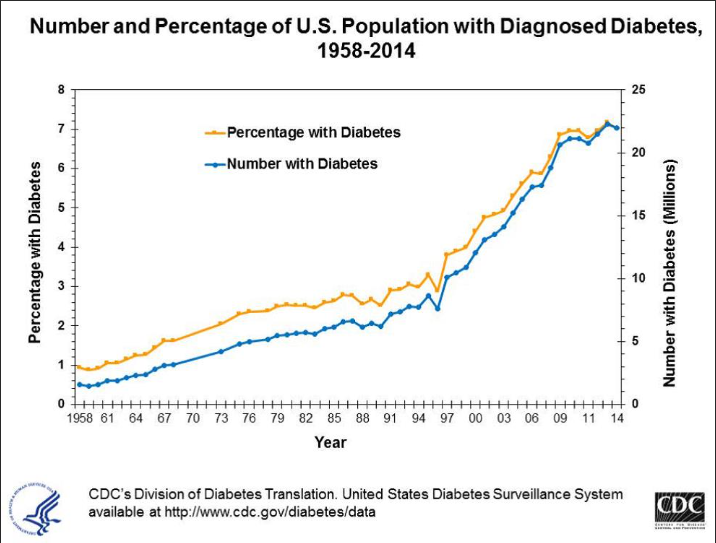 Number and Percentage of U.S. Population with Diagnosed Diabetes,
1958-2014
8
7
6
5
4
3
2
1
0
Percentage with Diabetes
25
20
15
10
5
0
Number with Diabetes (Millions)
Percentage with Diabetes
Number with Diabetes
1958 61 64 67 70 73 76 79 82 85 88 91 94 97 00 03 06 09 11 14
Year
CDC's Division of Diabetes Translation. United States Diabetes Surveillance System
available at http://www.cdc.gov/diabetes/data
CDC